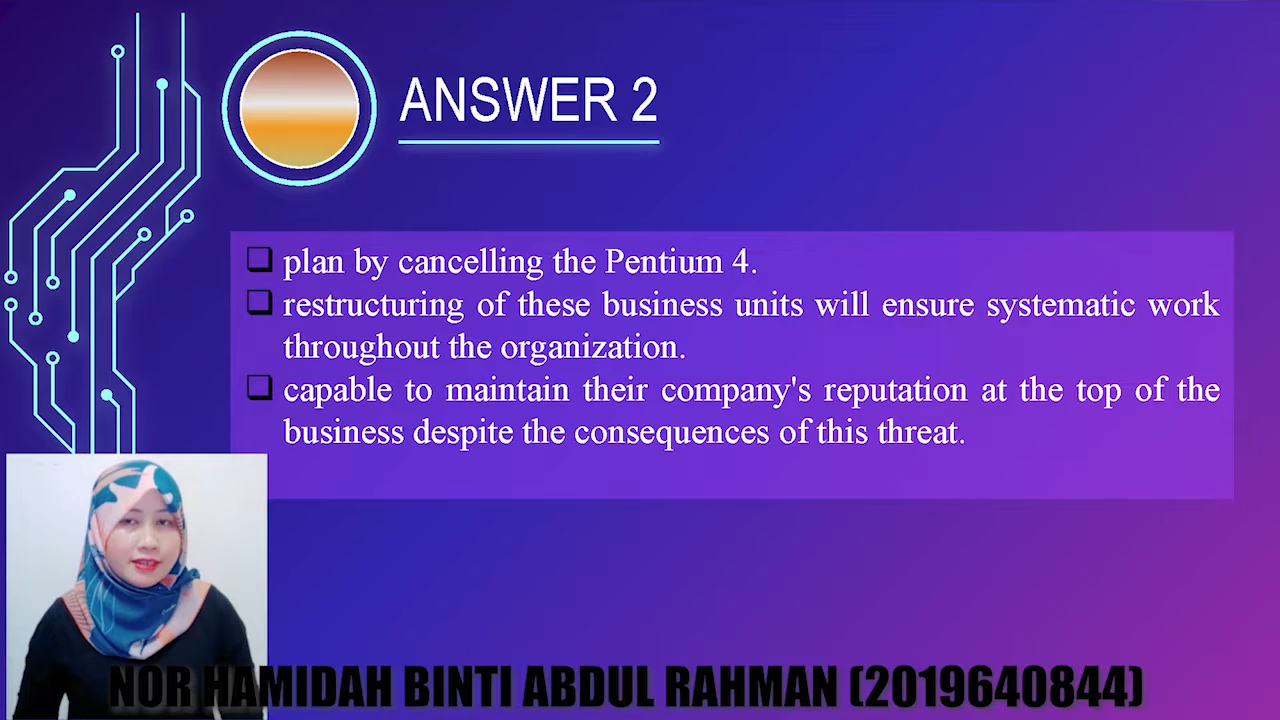 ANSWER 2
plan by cancelling the Pentium 4.
restructuring of these business units will ensure systematic work
throughout the organization.
capable to maintain their company's reputation at the top of the
business despite the consequences of this threat.
NOR HAMIDAH BINTI ABDUL RAHMAN (2019640844)